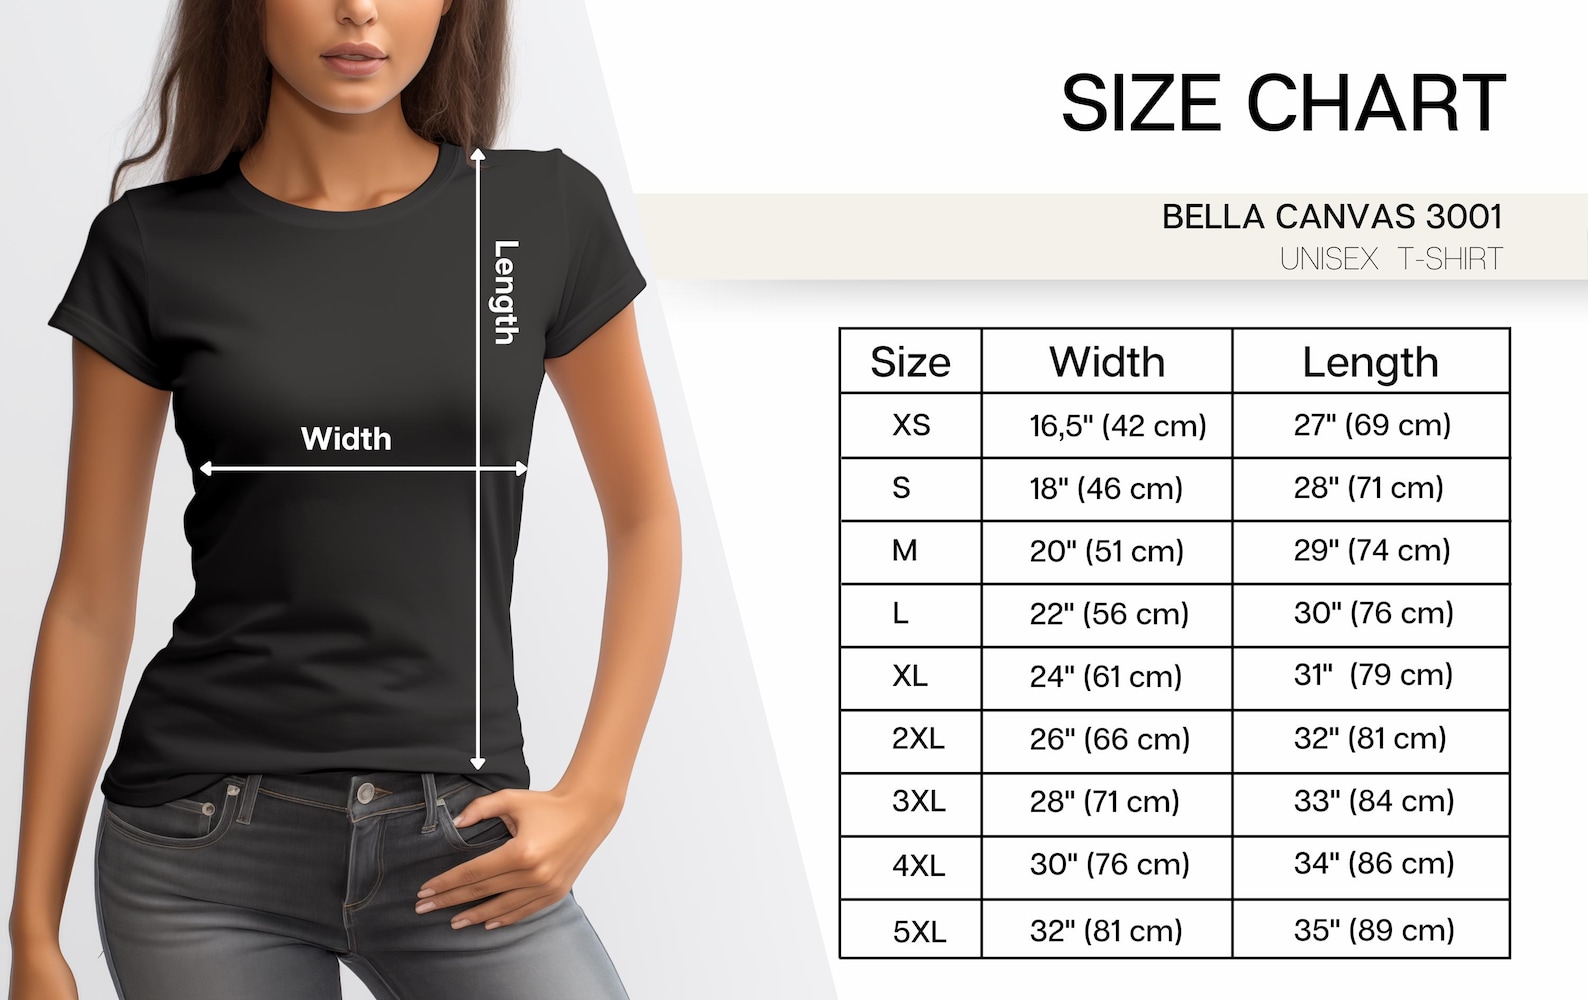 SIZE CHART
BELLA CANVAS 3001
UNISEX T-SHIRT
Length
Width
Size Width Length
XS 16,5" (42 cm) 27" (69 cm)
S 18" (46 cm) 28" (71 cm)
M 20" (51 cm) 29" (74 cm)
L 22" (56 cm) 30" (76 cm)
XL 24" (61 cm) 31" (79 cm)
2XL 26" (66 cm) 32" (81 cm)
3XL 28" (71 cm) 33" (84 cm)
4XL 30" (76 cm) 34" (86 cm)
5XL 32" (81 cm) 35" (89 cm)